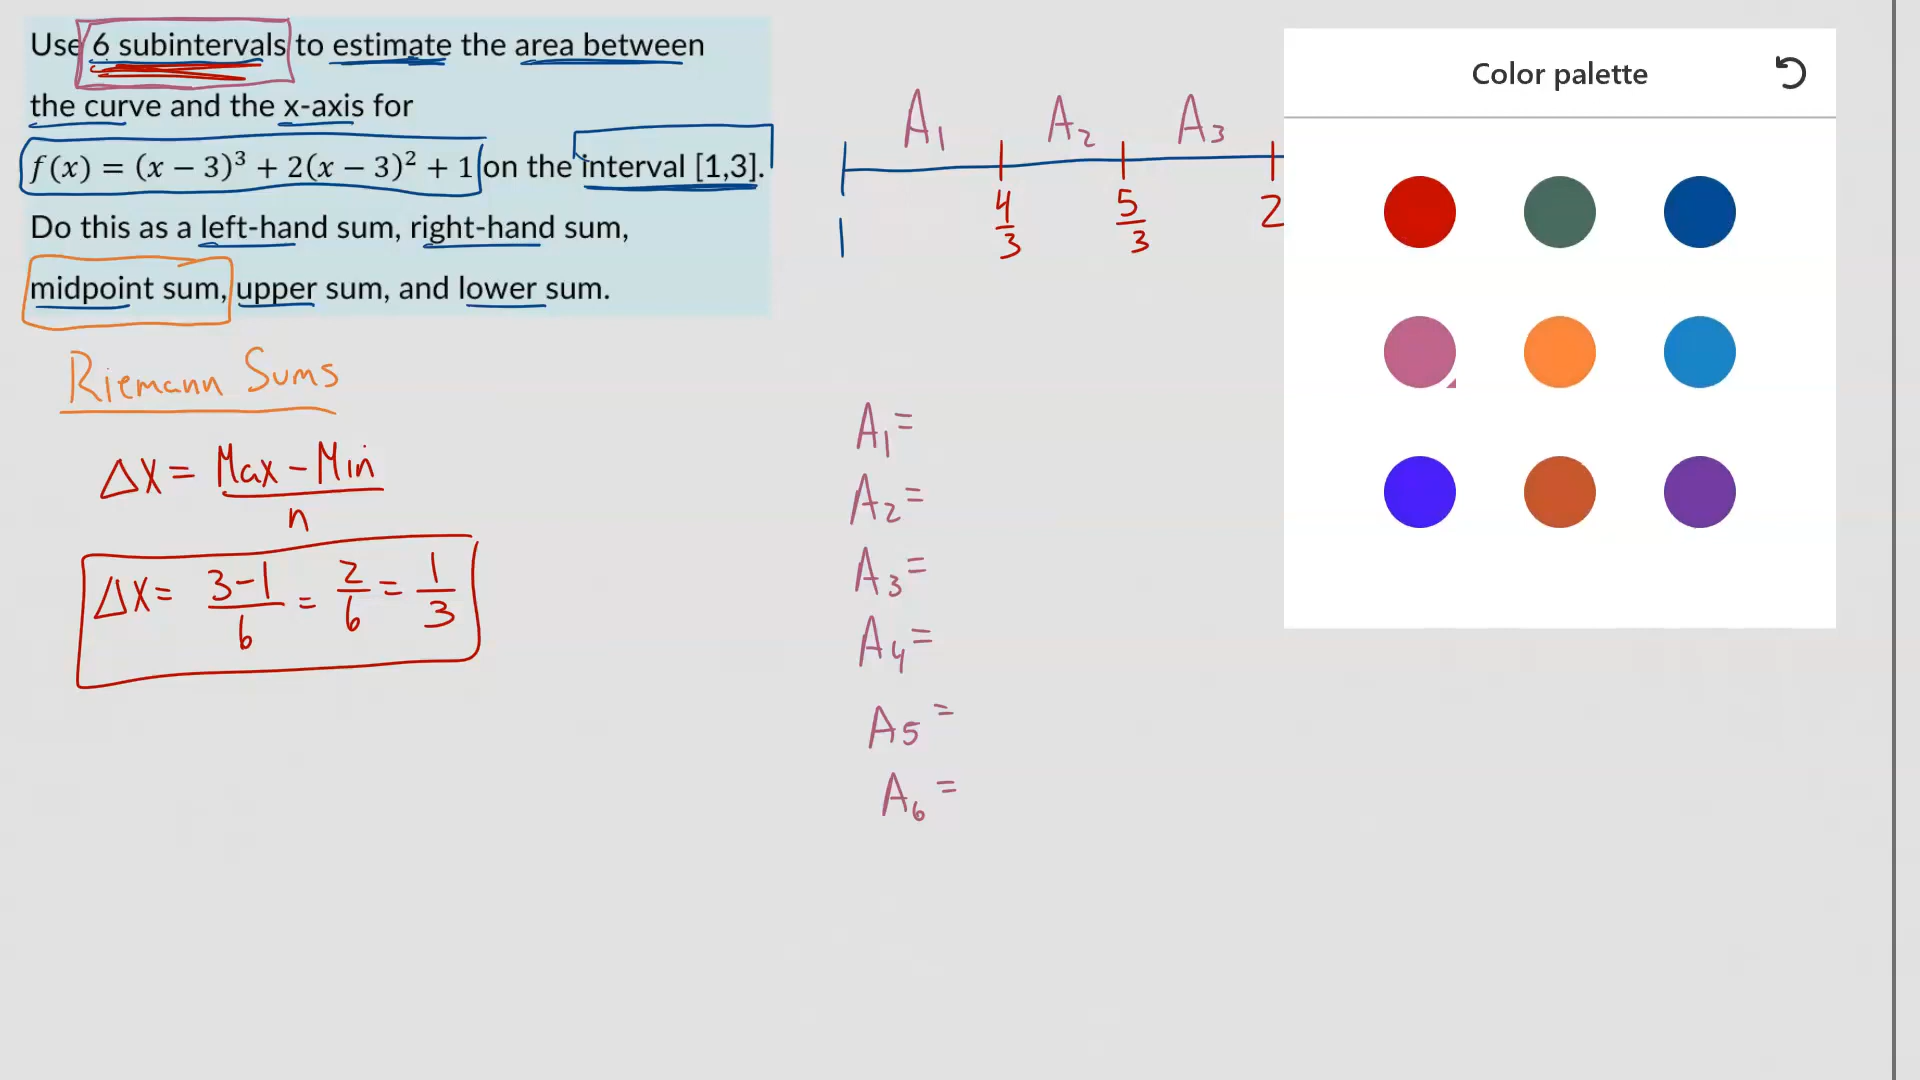 Use 6 subintervals to estimate the area between
the curve and the x-axis for
f(x) = (x − 3)³ + 2(x − 3)² + 1 on the interval [1,3].
Do this as a left-hand sum, right-hand sum,
midpoint sum, upper sum, and lower sum.
Riemann Sums
ΔX = Max - Min
n
ΔX = 3-1/6 = 2/6 = 1/3
A1 A2 A3
1 4/3 5/3 2
A1 =
A2 =
A3 =
A4 =
A5 =
A6 =
Color palette